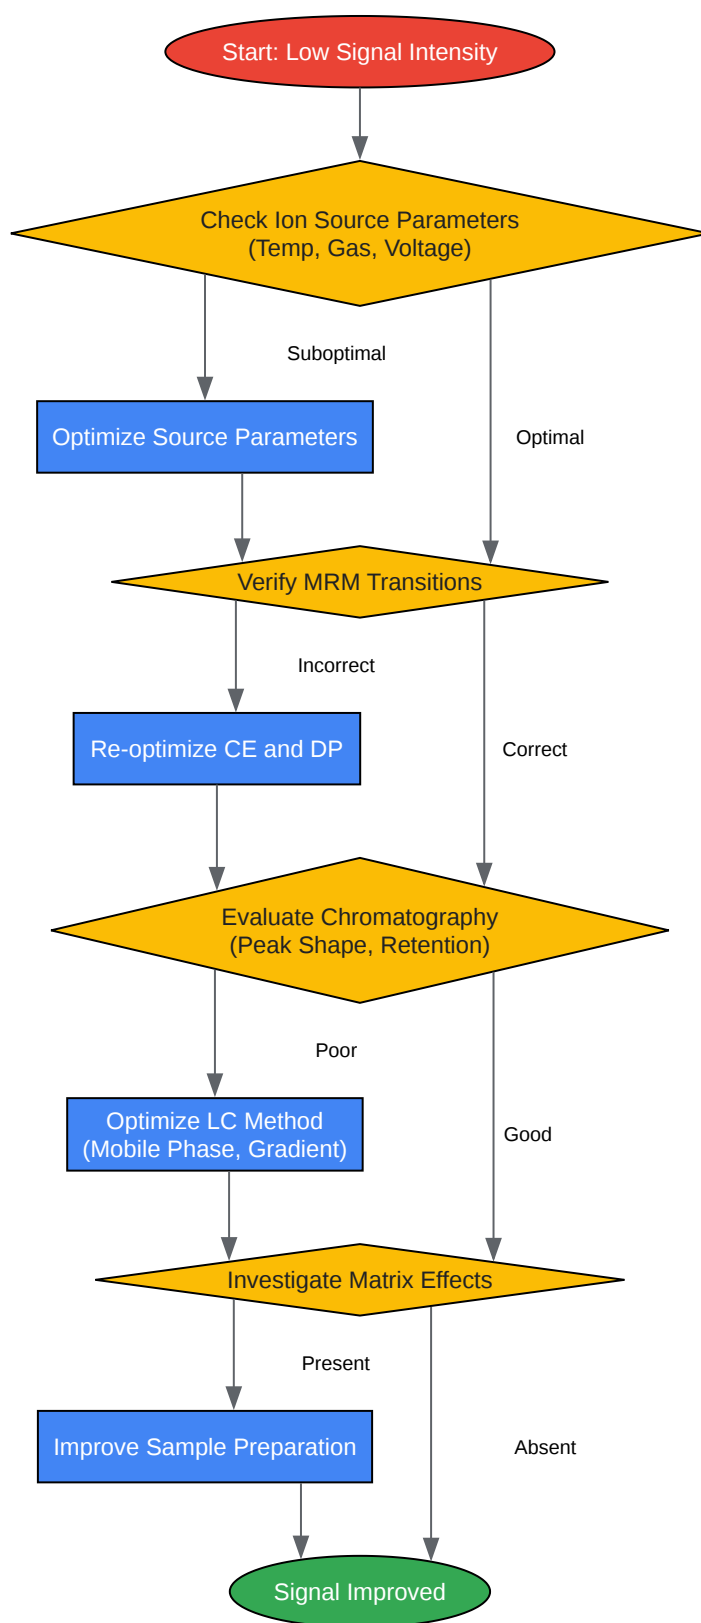 Start: Low Signal Intensity
Check Ion Source Parameters
(Temp, Gas, Voltage)
Suboptimal
Optimize Source Parameters
Optimal
Verify MRM Transitions
Incorrect
Re-optimize CE and DP
Correct
Evaluate Chromatography
(Peak Shape, Retention)
Poor
Optimize LC Method
(Mobile Phase, Gradient)
Good
Investigate Matrix Effects
Present
Improve Sample Preparation
Absent
Signal Improved